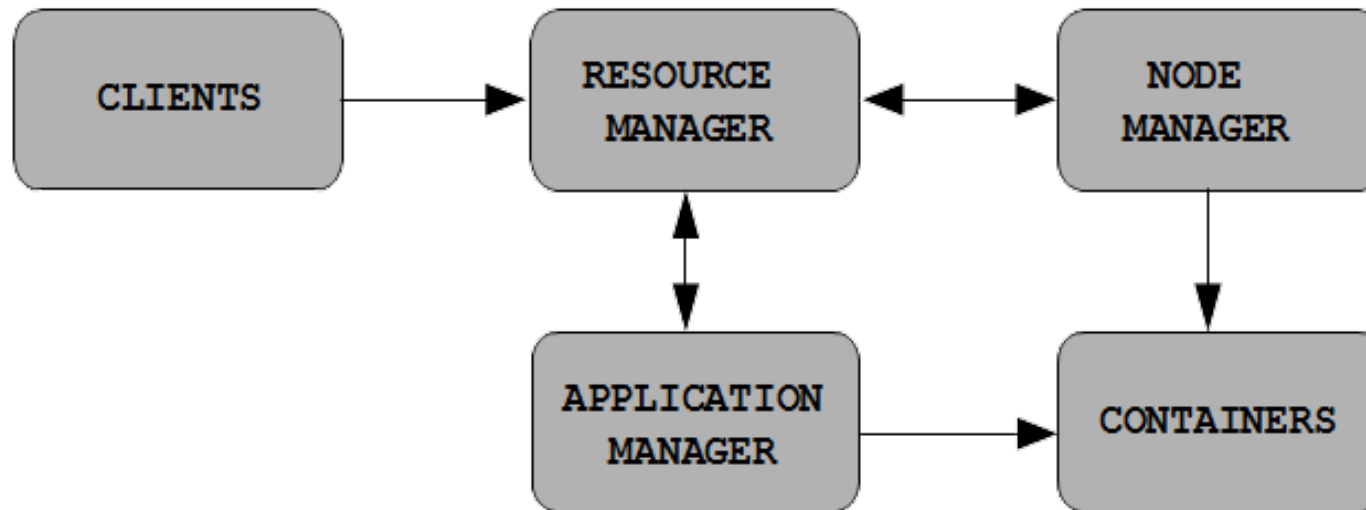 CLIENTS
RESOURCE
MANAGER
NODE
MANAGER
APPLICATION
MANAGER
CONTAINERS